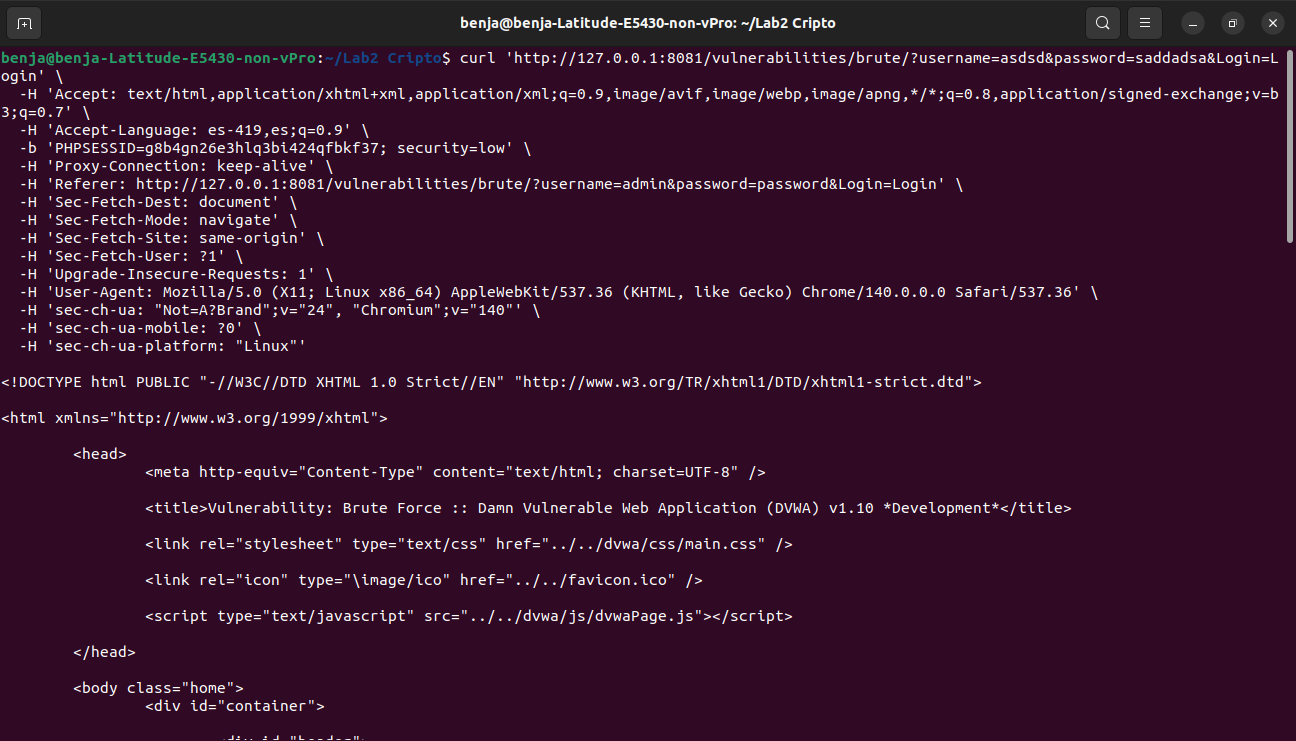 benja@benja-Latitude-E5430-non-vPro: ~/Lab2 Cripto
benja@benja-Latitude-E5430-non-vPro:~/Lab2 Cripto$ curl 'http://127.0.0.1:8081/vulnerabilities/brute/?username=asdsd&password=saddadsa&Login=L
ogin' \
  -H 'Accept: text/html,application/xhtml+xml,application/xml;q=0.9,image/avif,image/webp,image/apng,*/*;q=0.8,application/signed-exchange;v=b
3;q=0.7' \
  -H 'Accept-Language: es-419,es;q=0.9' \
  -b 'PHPSESSID=g8b4gn26e3hlq3bi424qfbkf37; security=low' \
  -H 'Proxy-Connection: keep-alive' \
  -H 'Referer: http://127.0.0.1:8081/vulnerabilities/brute/?username=admin&password=password&Login=Login' \
  -H 'Sec-Fetch-Dest: document' \
  -H 'Sec-Fetch-Mode: navigate' \
  -H 'Sec-Fetch-Site: same-origin' \
  -H 'Sec-Fetch-User: ?1' \
  -H 'Upgrade-Insecure-Requests: 1' \
  -H 'User-Agent: Mozilla/5.0 (X11; Linux x86_64) AppleWebKit/537.36 (KHTML, like Gecko) Chrome/140.0.0.0 Safari/537.36' \
  -H 'sec-ch-ua: "Not=A?Brand";v="24", "Chromium";v="140"' \
  -H 'sec-ch-ua-mobile: ?0' \
  -H 'sec-ch-ua-platform: "Linux"'
<!DOCTYPE html PUBLIC "-//W3C//DTD XHTML 1.0 Strict//EN" "http://www.w3.org/TR/xhtml1/DTD/xhtml1-strict.dtd">
<html xmlns="http://www.w3.org/1999/xhtml">
<head>
<meta http-equiv="Content-Type" content="text/html; charset=UTF-8" />
<title>Vulnerability: Brute Force :: Damn Vulnerable Web Application (DVWA) v1.10 *Development*</title>
<link rel="stylesheet" type="text/css" href="../../dvwa/css/main.css" />
<link rel="icon" type="\image/ico" href="../../favicon.ico" />
<script type="text/javascript" src="../../dvwa/js/dvwaPage.js"></script>
</head>
<body class="home">
<div id="container">
<div id="header">